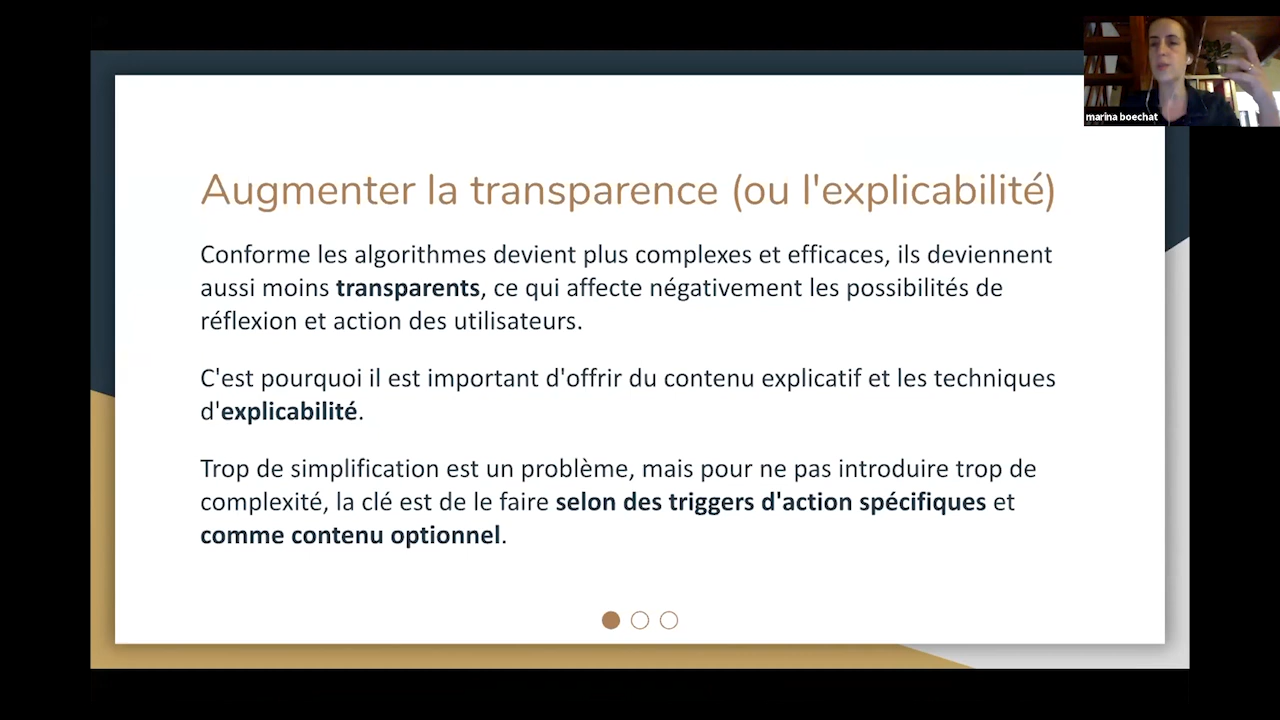 marina boechat
Augmenter la transparence (ou l'explicabilité)
Conforme les algorithmes devient plus complexes et efficaces, ils deviennent
aussi moins transparents, ce qui affecte négativement les possibilités de
réflexion et action des utilisateurs.
C'est pourquoi il est important d'offrir du contenu explicatif et les techniques
d'explicabilité.
Trop de simplification est un problème, mais pour ne pas introduire trop de
complexité, la clé est de le faire selon des triggers d'action spécifiques et
comme contenu optionnel.